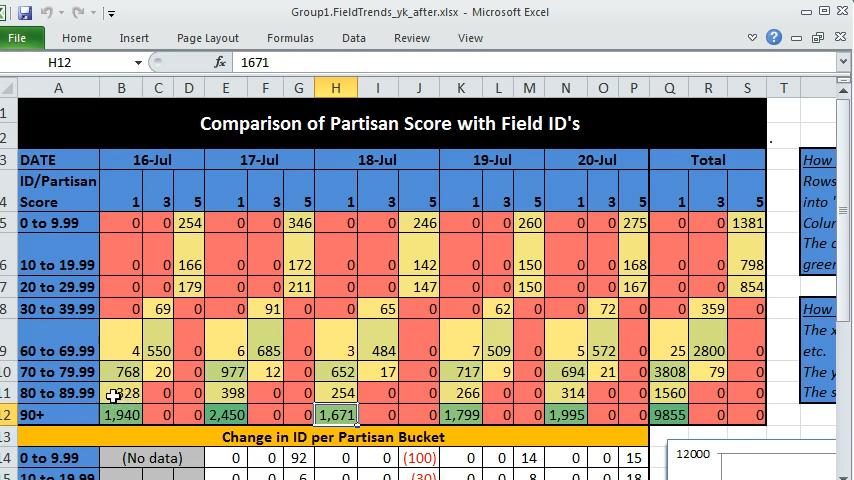 Group1.FieldTrends_yk_after.xlsx - Microsoft Excel
File Home Insert Page Layout Formulas Data Review View
H12 fx 1671
A B C D E F G H I J K L M N O P Q R S T
1 Comparison of Partisan Score with Field ID's
2 .
3 DATE 16-Jul 17-Jul 18-Jul 19-Jul 20-Jul Total How
ID/Partisan Rows
4 Score 1 3 5 1 3 5 1 3 5 1 3 5 1 3 5 1 3 5 into '
5 0 to 9.99 0 0 254 0 0 346 0 0 246 0 0 260 0 0 275 0 0 1381 Colu
The c
6 10 to 19.99 0 0 166 0 0 172 0 0 142 0 0 150 0 0 168 0 0 798 gree
7 20 to 29.99 0 0 179 0 0 211 0 0 147 0 0 150 0 0 167 0 0 854
8 30 to 39.99 0 69 0 0 91 0 0 65 0 0 62 0 0 72 0 0 359 0 How
The x
9 60 to 69.99 4 550 0 6 685 0 3 484 0 7 509 0 5 572 0 25 2800 0 etc.
10 70 to 79.99 768 20 0 977 12 0 652 17 0 717 19 0 694 21 0 3808 79 0 The y
11 80 to 89.99 328 0 0 398 0 0 254 0 0 266 0 0 314 0 0 1560 0 0 The s
12 90+ 1,940 0 0 2,450 0 0 1,671 0 0 1,799 0 0 1,995 0 0 9855 0 0
13 Change in ID per Partisan Bucket
14 0 to 9.99 (No data) 0 0 92 0 0 (100) 0 0 14 0 0 15 12000